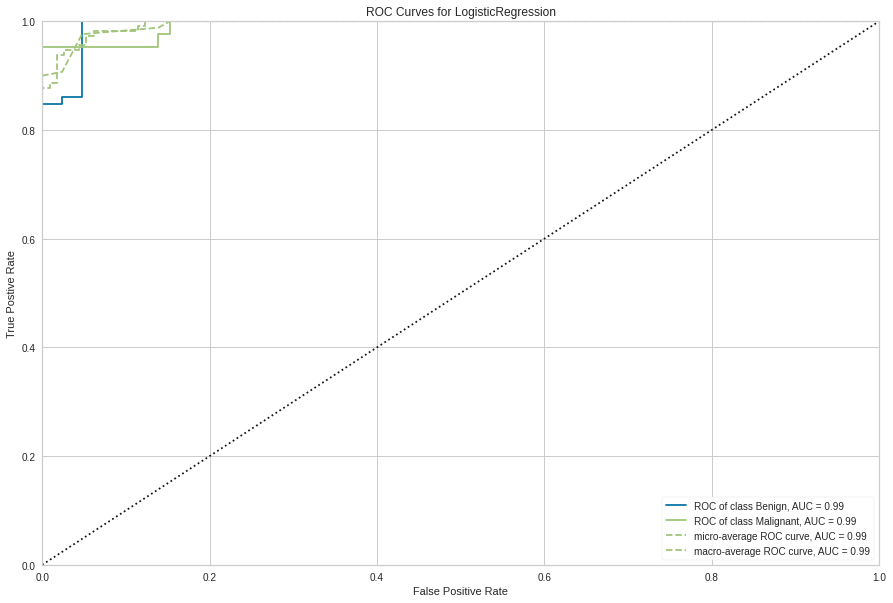 ROC Curves for LogisticRegression
1.0
0.8
0.6
0.4
0.2
0.0
True Postive Rate
0.0 0.2 0.4 0.6 0.8 1.0
False Positive Rate
ROC of class Benign, AUC = 0.99
ROC of class Malignant, AUC = 0.99
micro-average ROC curve, AUC = 0.99
macro-average ROC curve, AUC = 0.99